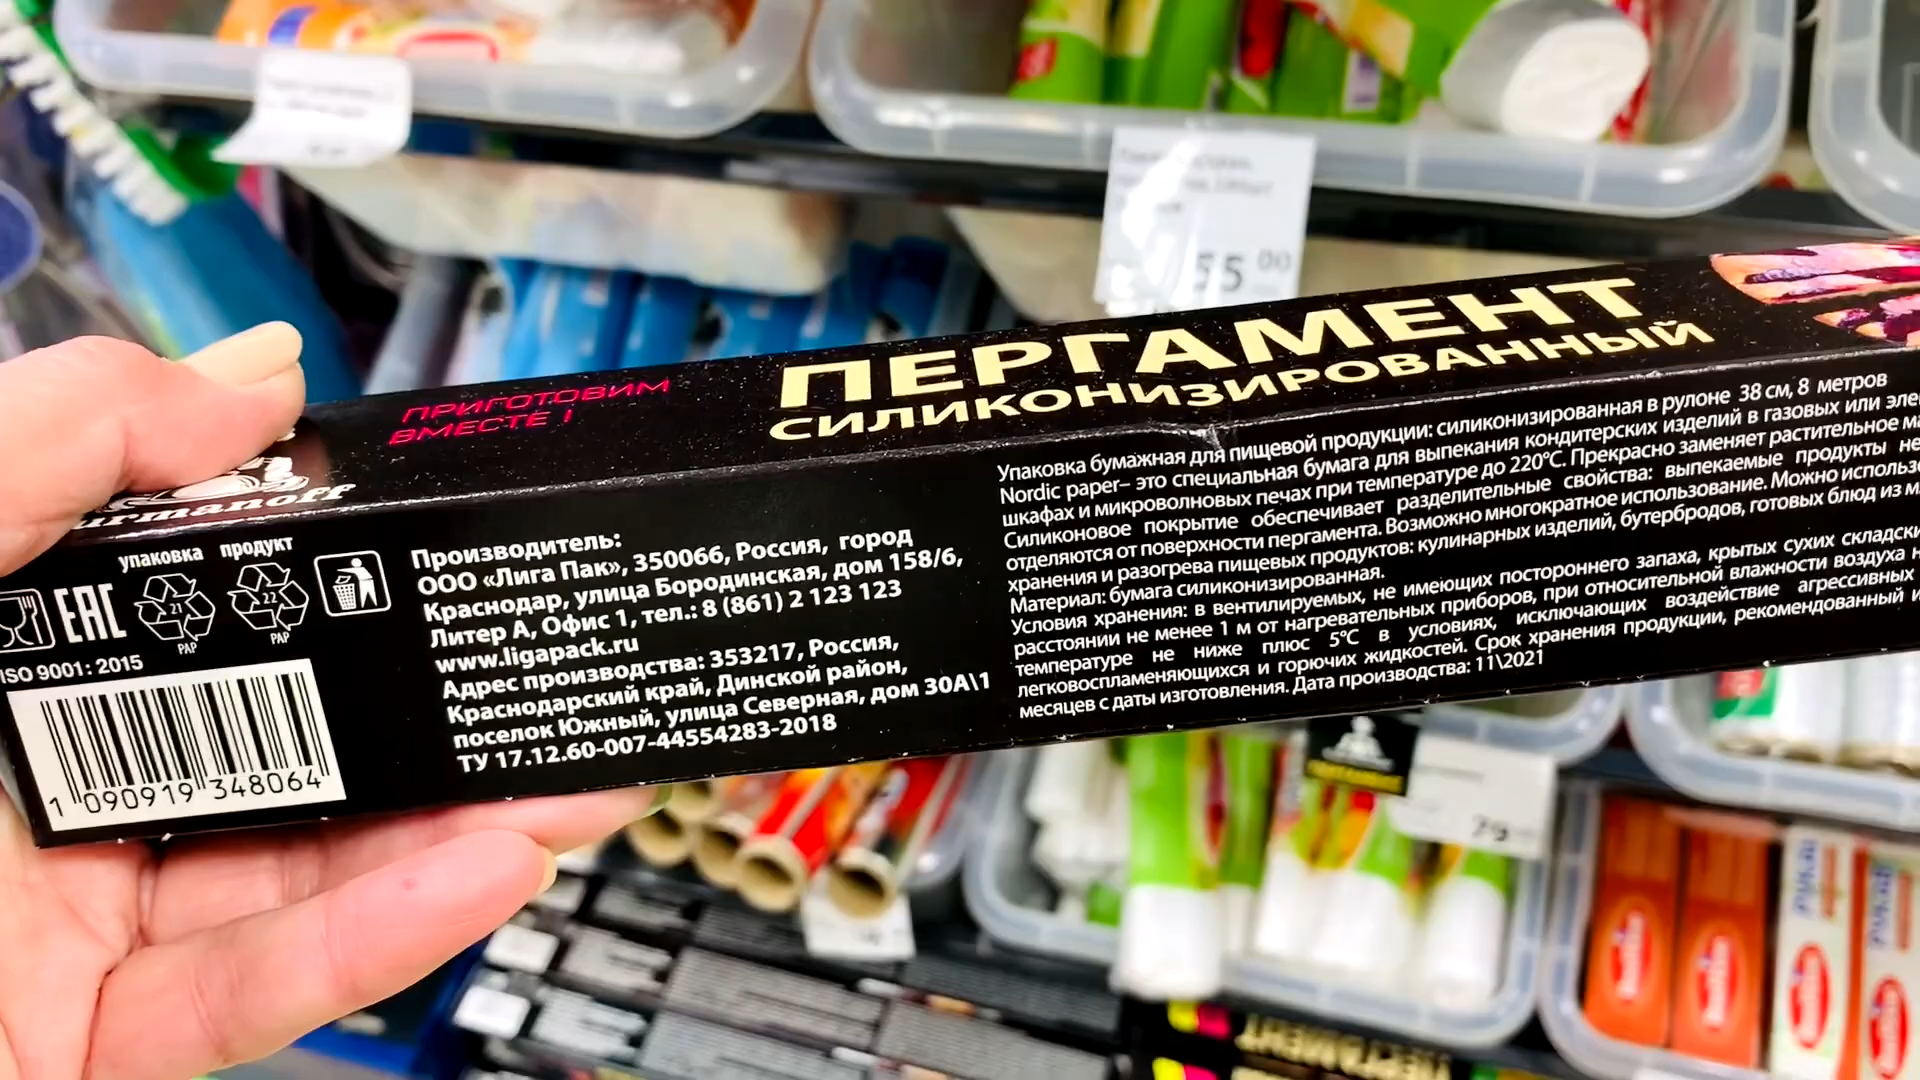 55 00
ПРИГОТОВИМ
ВМЕСТЕ !
ПЕРГАМЕНТ
СИЛИКОНИЗИРОВАННЫЙ
упаковка продукт
EAC
21
PAP
22
PAP
ISO 9001: 2015
1 090919 348064
Производитель:
ООО «Лига Пак», 350066, Россия, город
Краснодар, улица Бородинская, дом 158/6,
Литер А, Офис 1, тел.: 8 (861) 2 123 123
www.ligapack.ru
Адрес производства: 353217, Россия,
Краснодарский край, Динской район,
поселок Южный, улица Северная, дом 30А\1
ТУ 17.12.60-007-44554283-2018
Упаковка бумажная для пищевой продукции: силиконизированная в рулоне 38 см, 8 метров
Nordic paper– это специальная бумага для выпекания кондитерских изделий в газовых или
шкафах и микроволновых печах при температуре до 220°С. Прекрасно заменяет растительное
Силиконовое покрытие обеспечивает разделительные свойства: выпекаемые продукты не
отделяются от поверхности пергамента. Возможно многократное использование. Можно
хранения и разогрева пищевых продуктов: кулинарных изделий, бутербродов, готовых блюд из
Материал: бумага силиконизированная.
Условия хранения: в вентилируемых, не имеющих постороннего запаха, крытых сухих
расстоянии не менее 1 м от нагревательных приборов, при относительной влажности воздуха
температуре не ниже плюс 5°С в условиях, исключающих воздействие агрессивных
легковоспламеняющихся и горючих жидкостей. Срок хранения продукции, рекомендованный
месяцев с даты изготовления. Дата производства: 11\2021
79
ПЕРГАМЕНТ